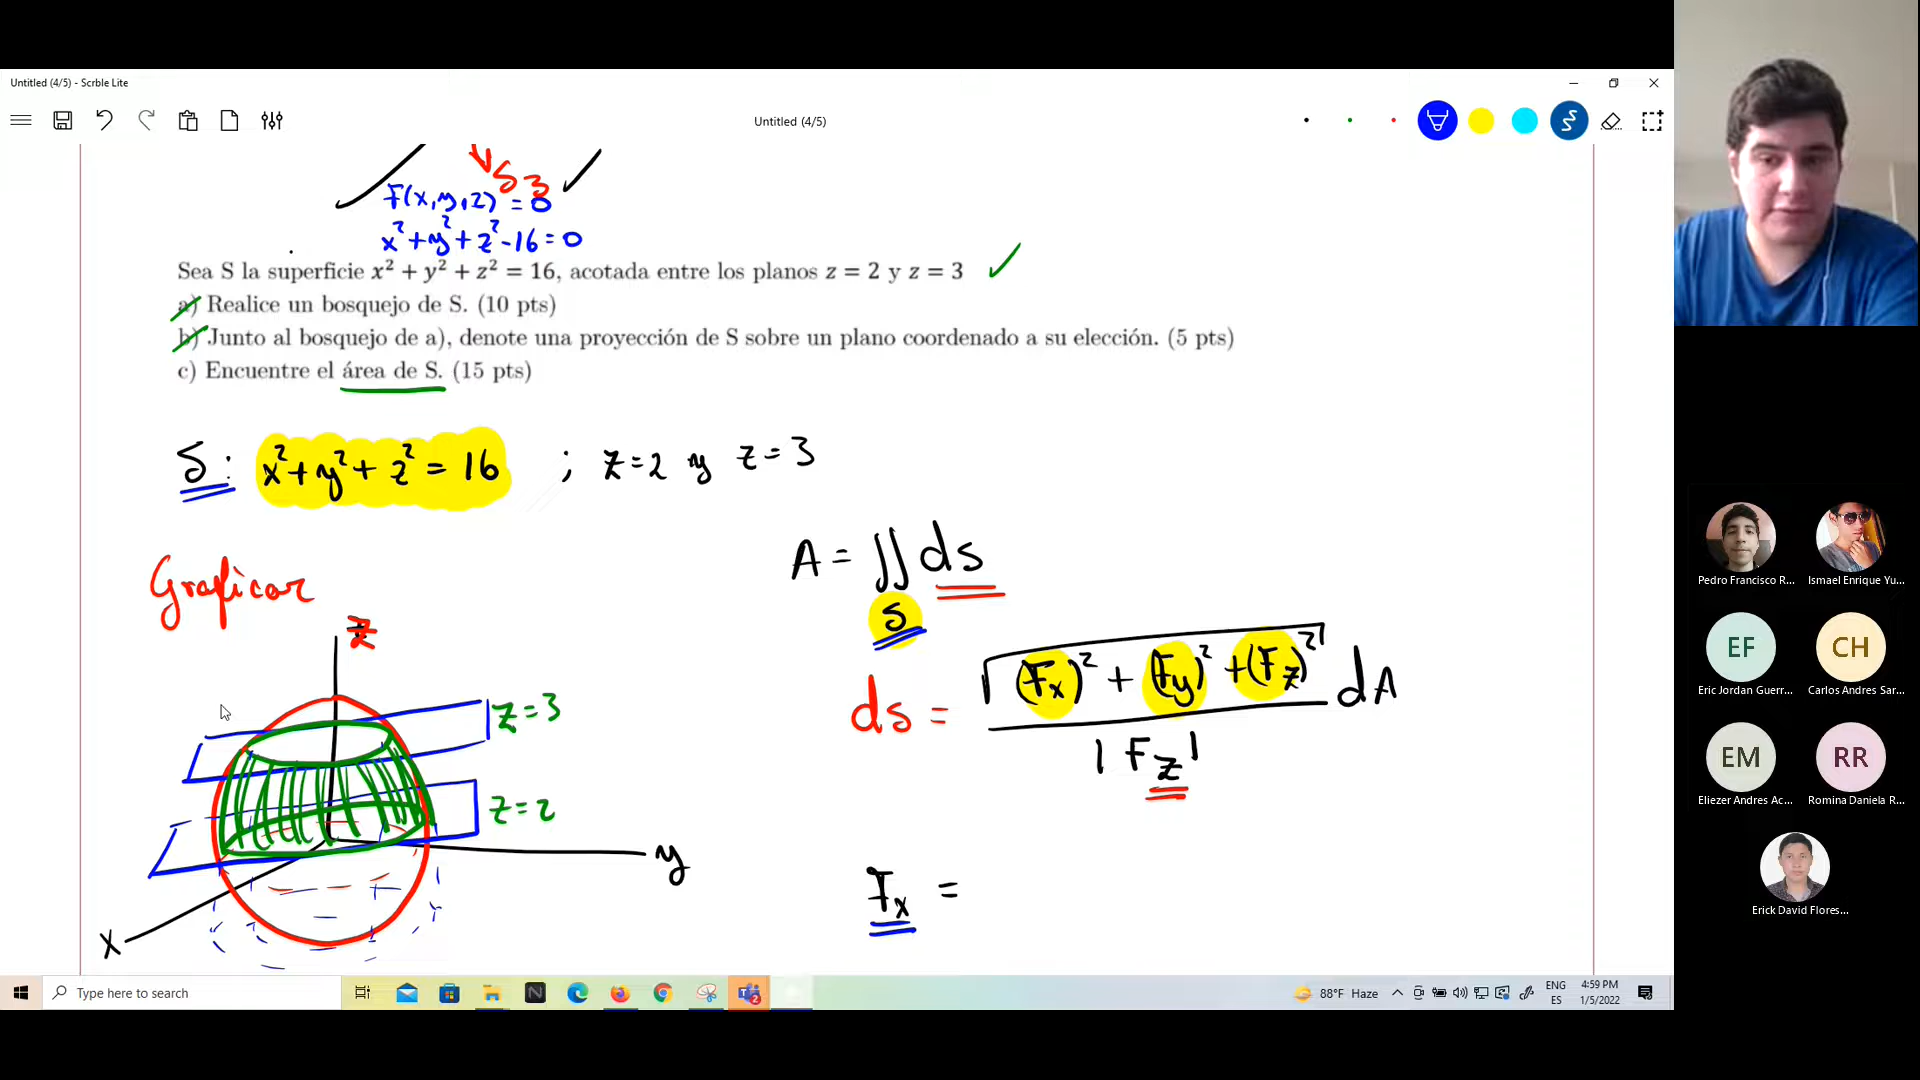 Untitled (4/5) - Scrble Lite
Untitled (4/5)
F(x,y,z) = 0
x² + y² + z² - 16 = 0
Sea S la superficie x² + y² + z² = 16, acotada entre los planos z = 2 y z = 3
a) Realice un bosquejo de S. (10 pts)
b) Junto al bosquejo de a), denote una proyección de S sobre un plano coordenado a su elección. (5 pts)
c) Encuentre el área de S. (15 pts)
S: x² + y² + z² = 16 ; z = 2 y z = 3
A = ∬ ds
S
Graficar
z
ds = √(Fx)² + (Fy)² + (Fz)² dA
|Fz|
z=3
z=2
y
x
Fx =
Pedro Francisco R...
Ismael Enrique Yu...
EF
CH
Eric Jordan Guerr...
Carlos Andres Sar...
EM
RR
Eliezer Andres Ac...
Romina Daniela R...
Erick David Flores...
Type here to search
2
88°F Haze
ENG
ES
4:59 PM
1/5/2022